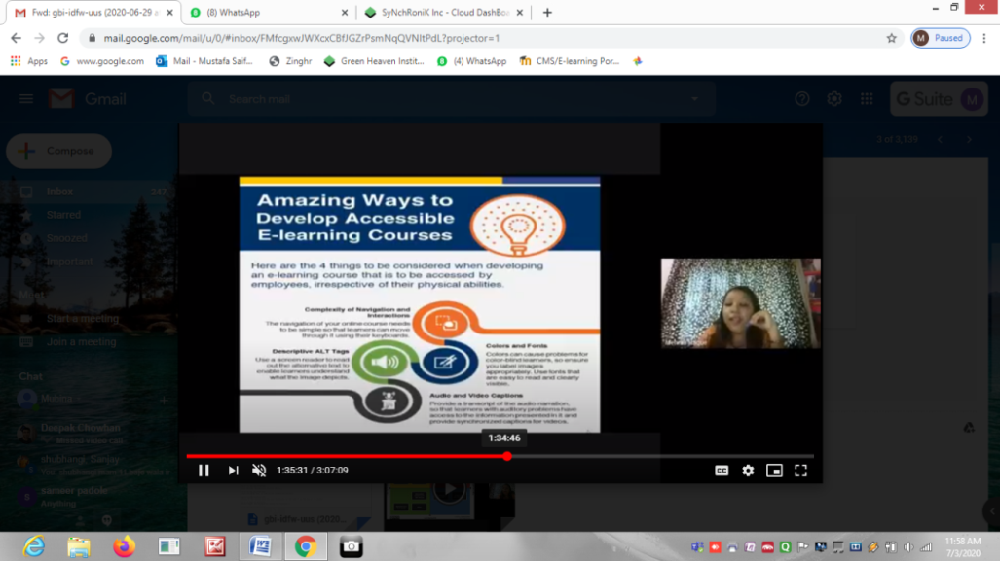 Fwd: gbi-idfw-uus (2020-06-29 a
(8) WhatsApp
SyNchRoniK Inc - Cloud DashBoa
mail.google.com/mail/u/0/#inbox/FMfcgxwJWXcxCBfJGZrPsmNqQVNltPdL?projector=1
M Paused
Apps
www.google.com
Mail - Mustafa Saif...
Zinghr
Green Heaven Instit...
(4) WhatsApp
CMS/E-learning Por...
Gmail
Search mail
G Suite M
Compose
3 of 3,139
Inbox 247
Starred
Snoozed
Important
Start a meeting
Join a meeting
Chat
Deepak Chowhan
Missed video call
shubhangi, Sanjay
sameer padole
Anything
Amazing Ways to
Develop Accessible
E-learning Courses
Here are the 4 things to be considered when developing
an e-learning course that is to be accessed by
employees, irrespective of their physical abilities.
Complexity of Navigation and
Interactions
The navigation of your online course needs
to be simple so that learners can move
through it using their keyboards.
Descriptive ALT Tags
Use a screen reader to read
out the alternative text to
enable learners understand
what the image depicts.
Colors and Fonts
Colors can cause problems for
color-blind learners, so ensure
you label images
appropriately. Use fonts that
are easy to read and clearly
visible.
Audio and Video Captions
Provide a transcript of the audio narration,
so that learners with auditory problems have
access to the information presented in it and
provide synchronized captions for videos.
1:34:46
1:35:31 / 3:07:09
CC
gbi-idfw-uus (2020...
11:58 AM
7/3/2020